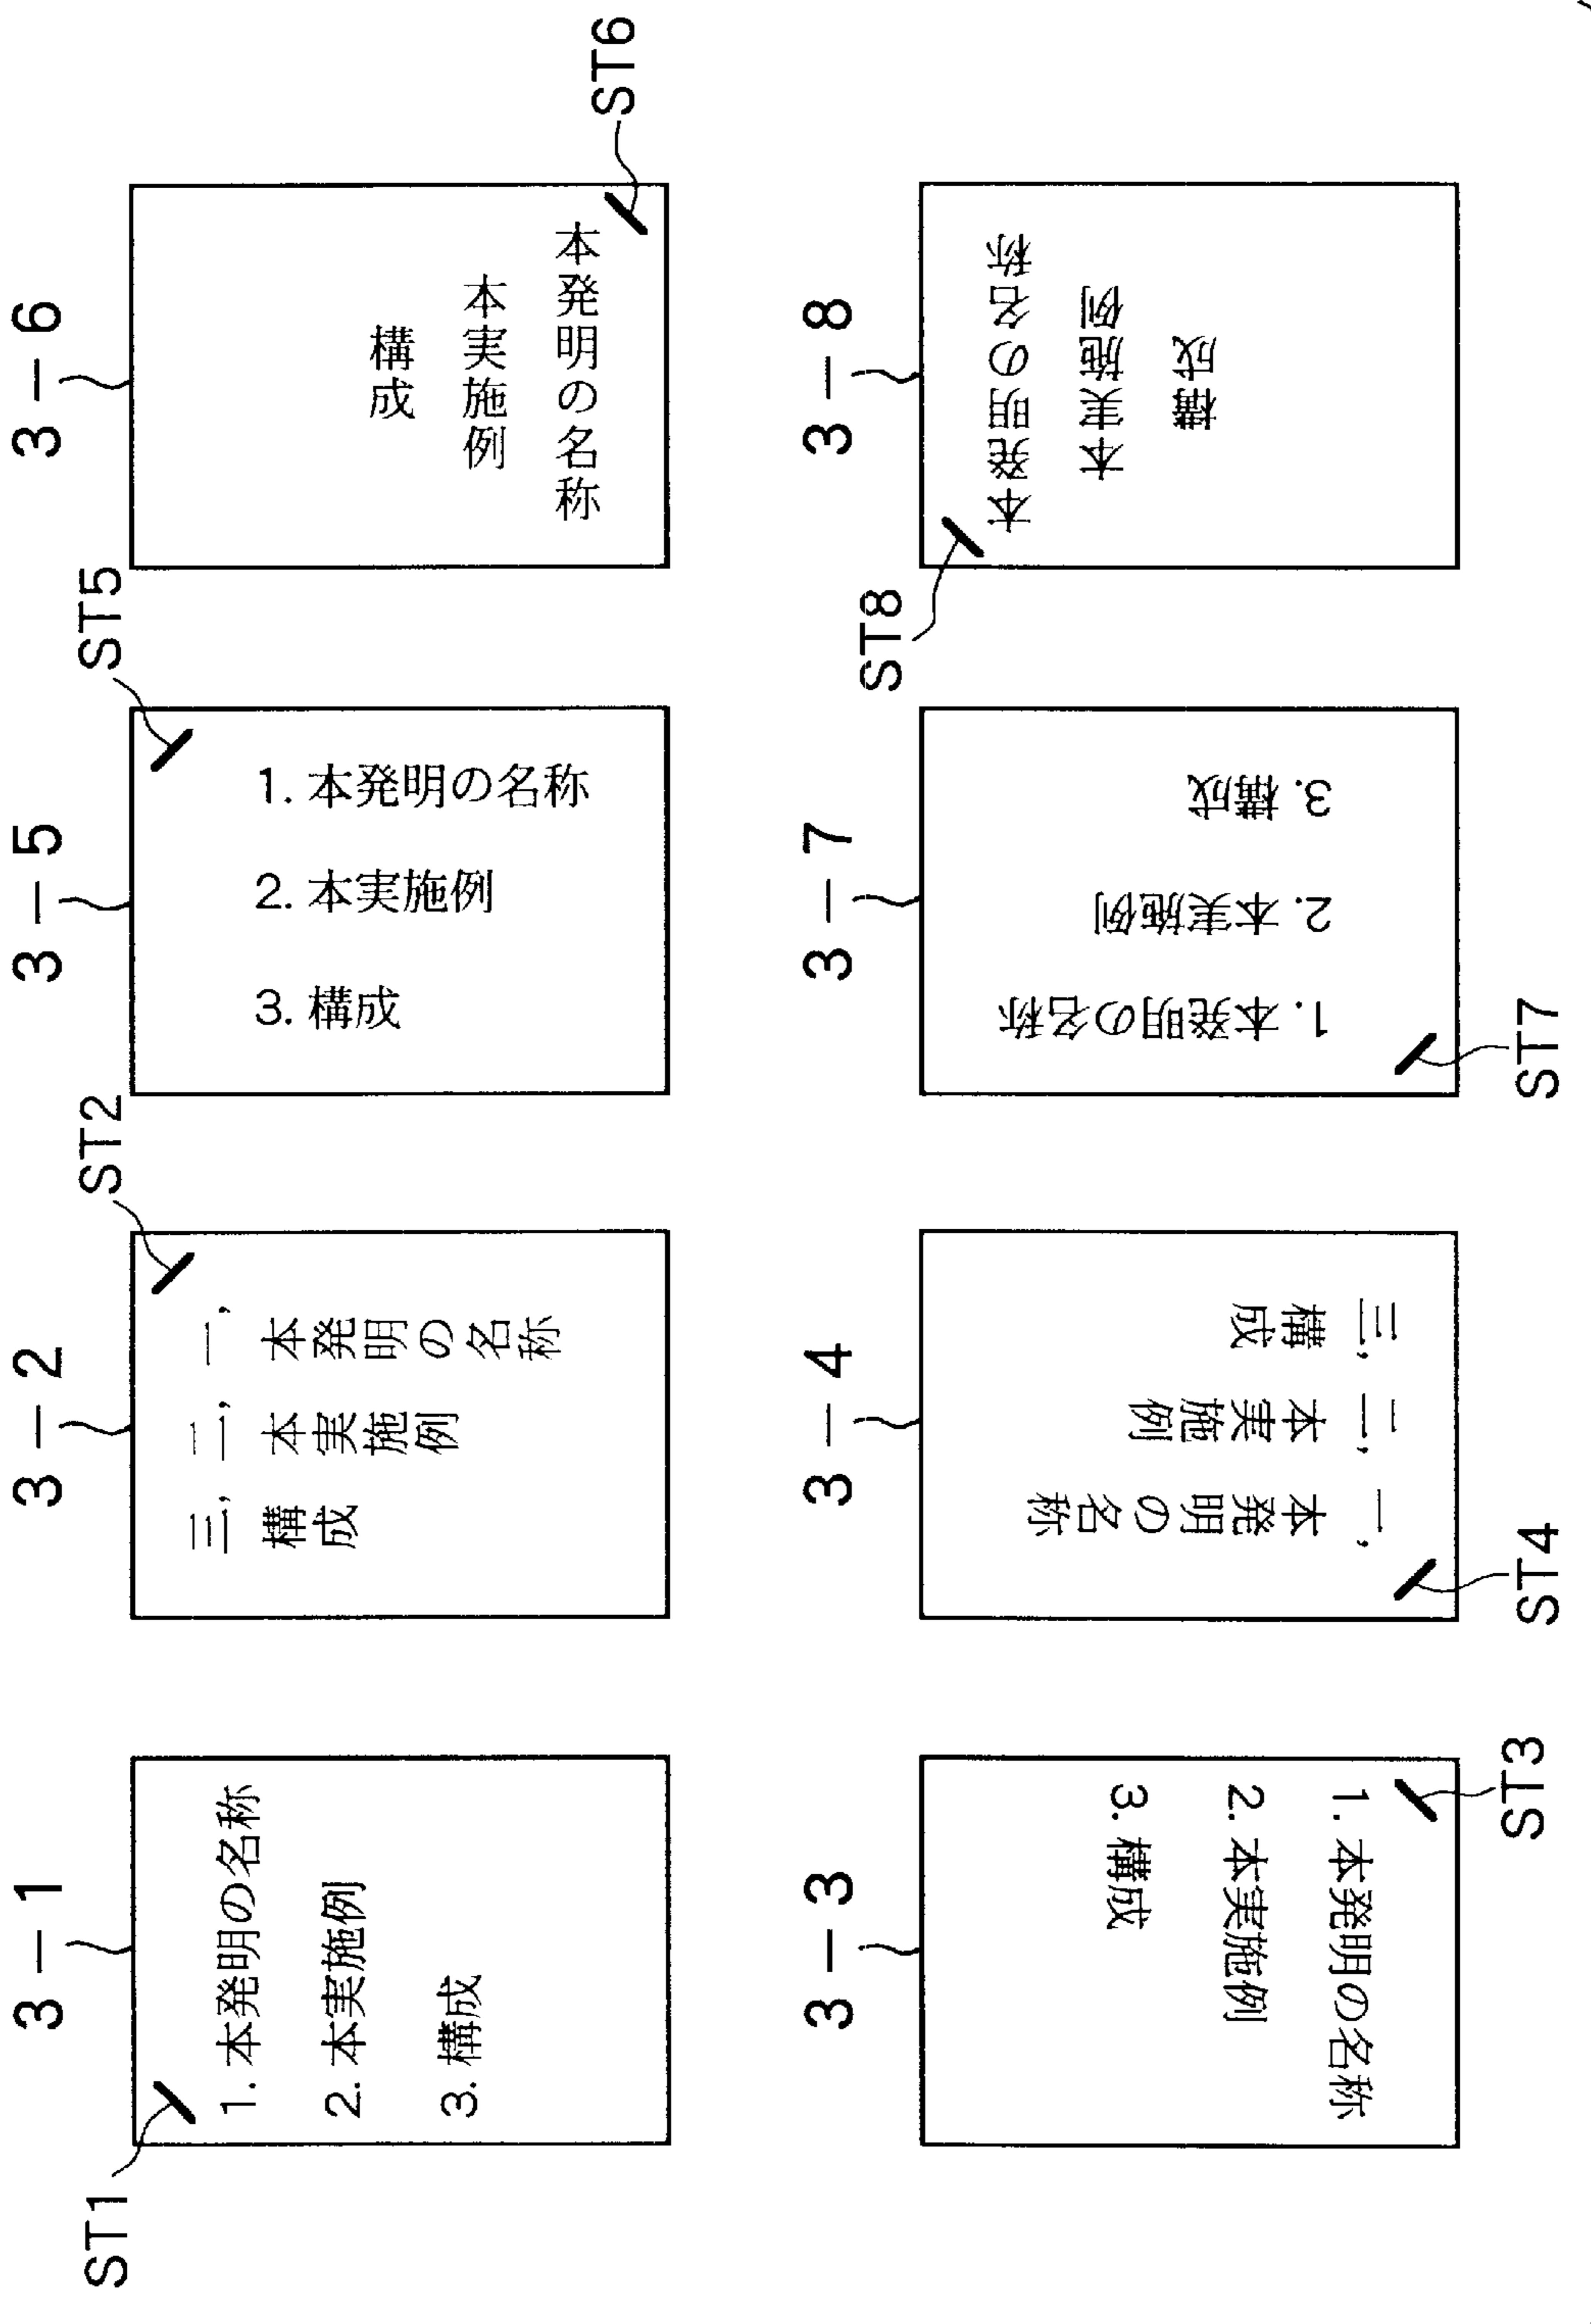 3－1
ST1
1. 本発明の名称
2. 本実施例
3. 構成
3－2
ST2
一, 本発明の名称
二, 本実施例
三, 構成
3－5
ST5
1. 本発明の名称
2. 本実施例
3. 構成
3－6
ST6
本発明の名称
本実施例
構成
3－3
ST3
1. 本発明の名称
2. 本実施例
3. 構成
3－4
ST4
一, 本発明の名称
二, 本実施例
三, 構成
3－7
ST7
1. 本発明の名称
2. 本実施例
3. 構成
3－8
ST8
本発明の名称
本実施例
構成